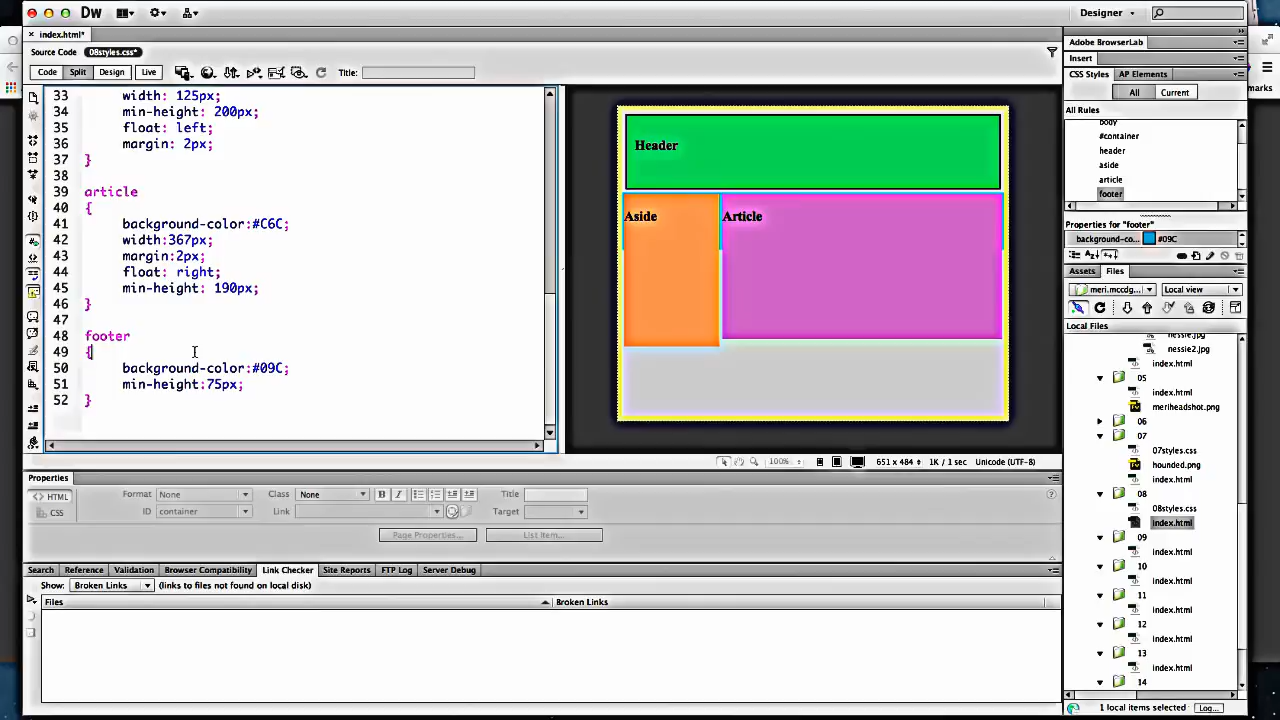 Dw
Designer
index.html*
Source Code
08styles.css*
Code
Split
Design
Live
Title:
33 width: 125px;
34 min-height: 200px;
35 float: left;
36 margin: 2px;
37 }
38
39 article
40 {
41 background-color:#C6C;
42 width:367px;
43 margin:2px;
44 float: right;
45 min-height: 190px;
46 }
47
48 footer
49 {
50 background-color:#09C;
51 min-height:75px;
52 }
Header
Aside
Article
100%
651 x 484
1K / 1 sec
Unicode (UTF-8)
Adobe BrowserLab
Insert
CSS Styles
AP Elements
All
Current
All Rules
body
#container
header
aside
article
footer
Properties for "footer"
background-co...
#09C
Assets
Files
meri.mccdg...
Local view
Local Files
nessie.jpg
nessie2.jpg
index.html
05
index.html
meriheadshot.png
06
07
07styles.css
hounded.png
index.html
08
08styles.css
index.html
09
index.html
10
index.html
11
index.html
12
index.html
13
index.html
14
1 local items selected
Log...
marks
Properties
HTML
CSS
Format
None
Class
None
B
I
Title
ID
container
Link
Target
Page Properties...
List Item...
Search
Reference
Validation
Browser Compatibility
Link Checker
Site Reports
FTP Log
Server Debug
Show:
Broken Links
(links to files not found on local disk)
Files
Broken Links